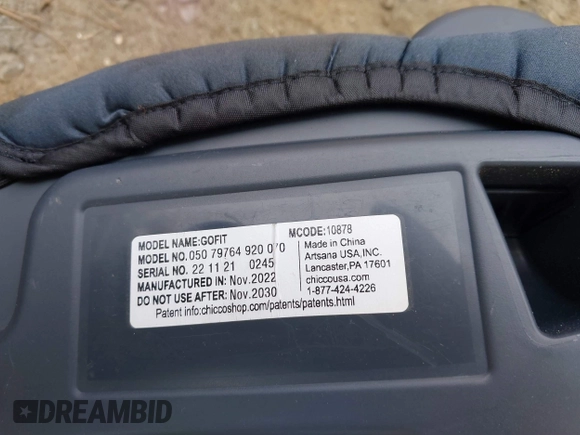 MODEL NAME:GOFIT
MODEL NO.050 79764 920 070
SERIAL NO. 22 11 21 0245
MANUFACTURED IN: Nov.2022
DO NOT USE AFTER: Nov.2030
MCODE:10878
Made in China
Artsana USA,INC.
Lancaster,PA 17601
chiccousa.com
1-877-424-4226
Patent info:chiccoshop.com/patents/patents.html
DREAMBID